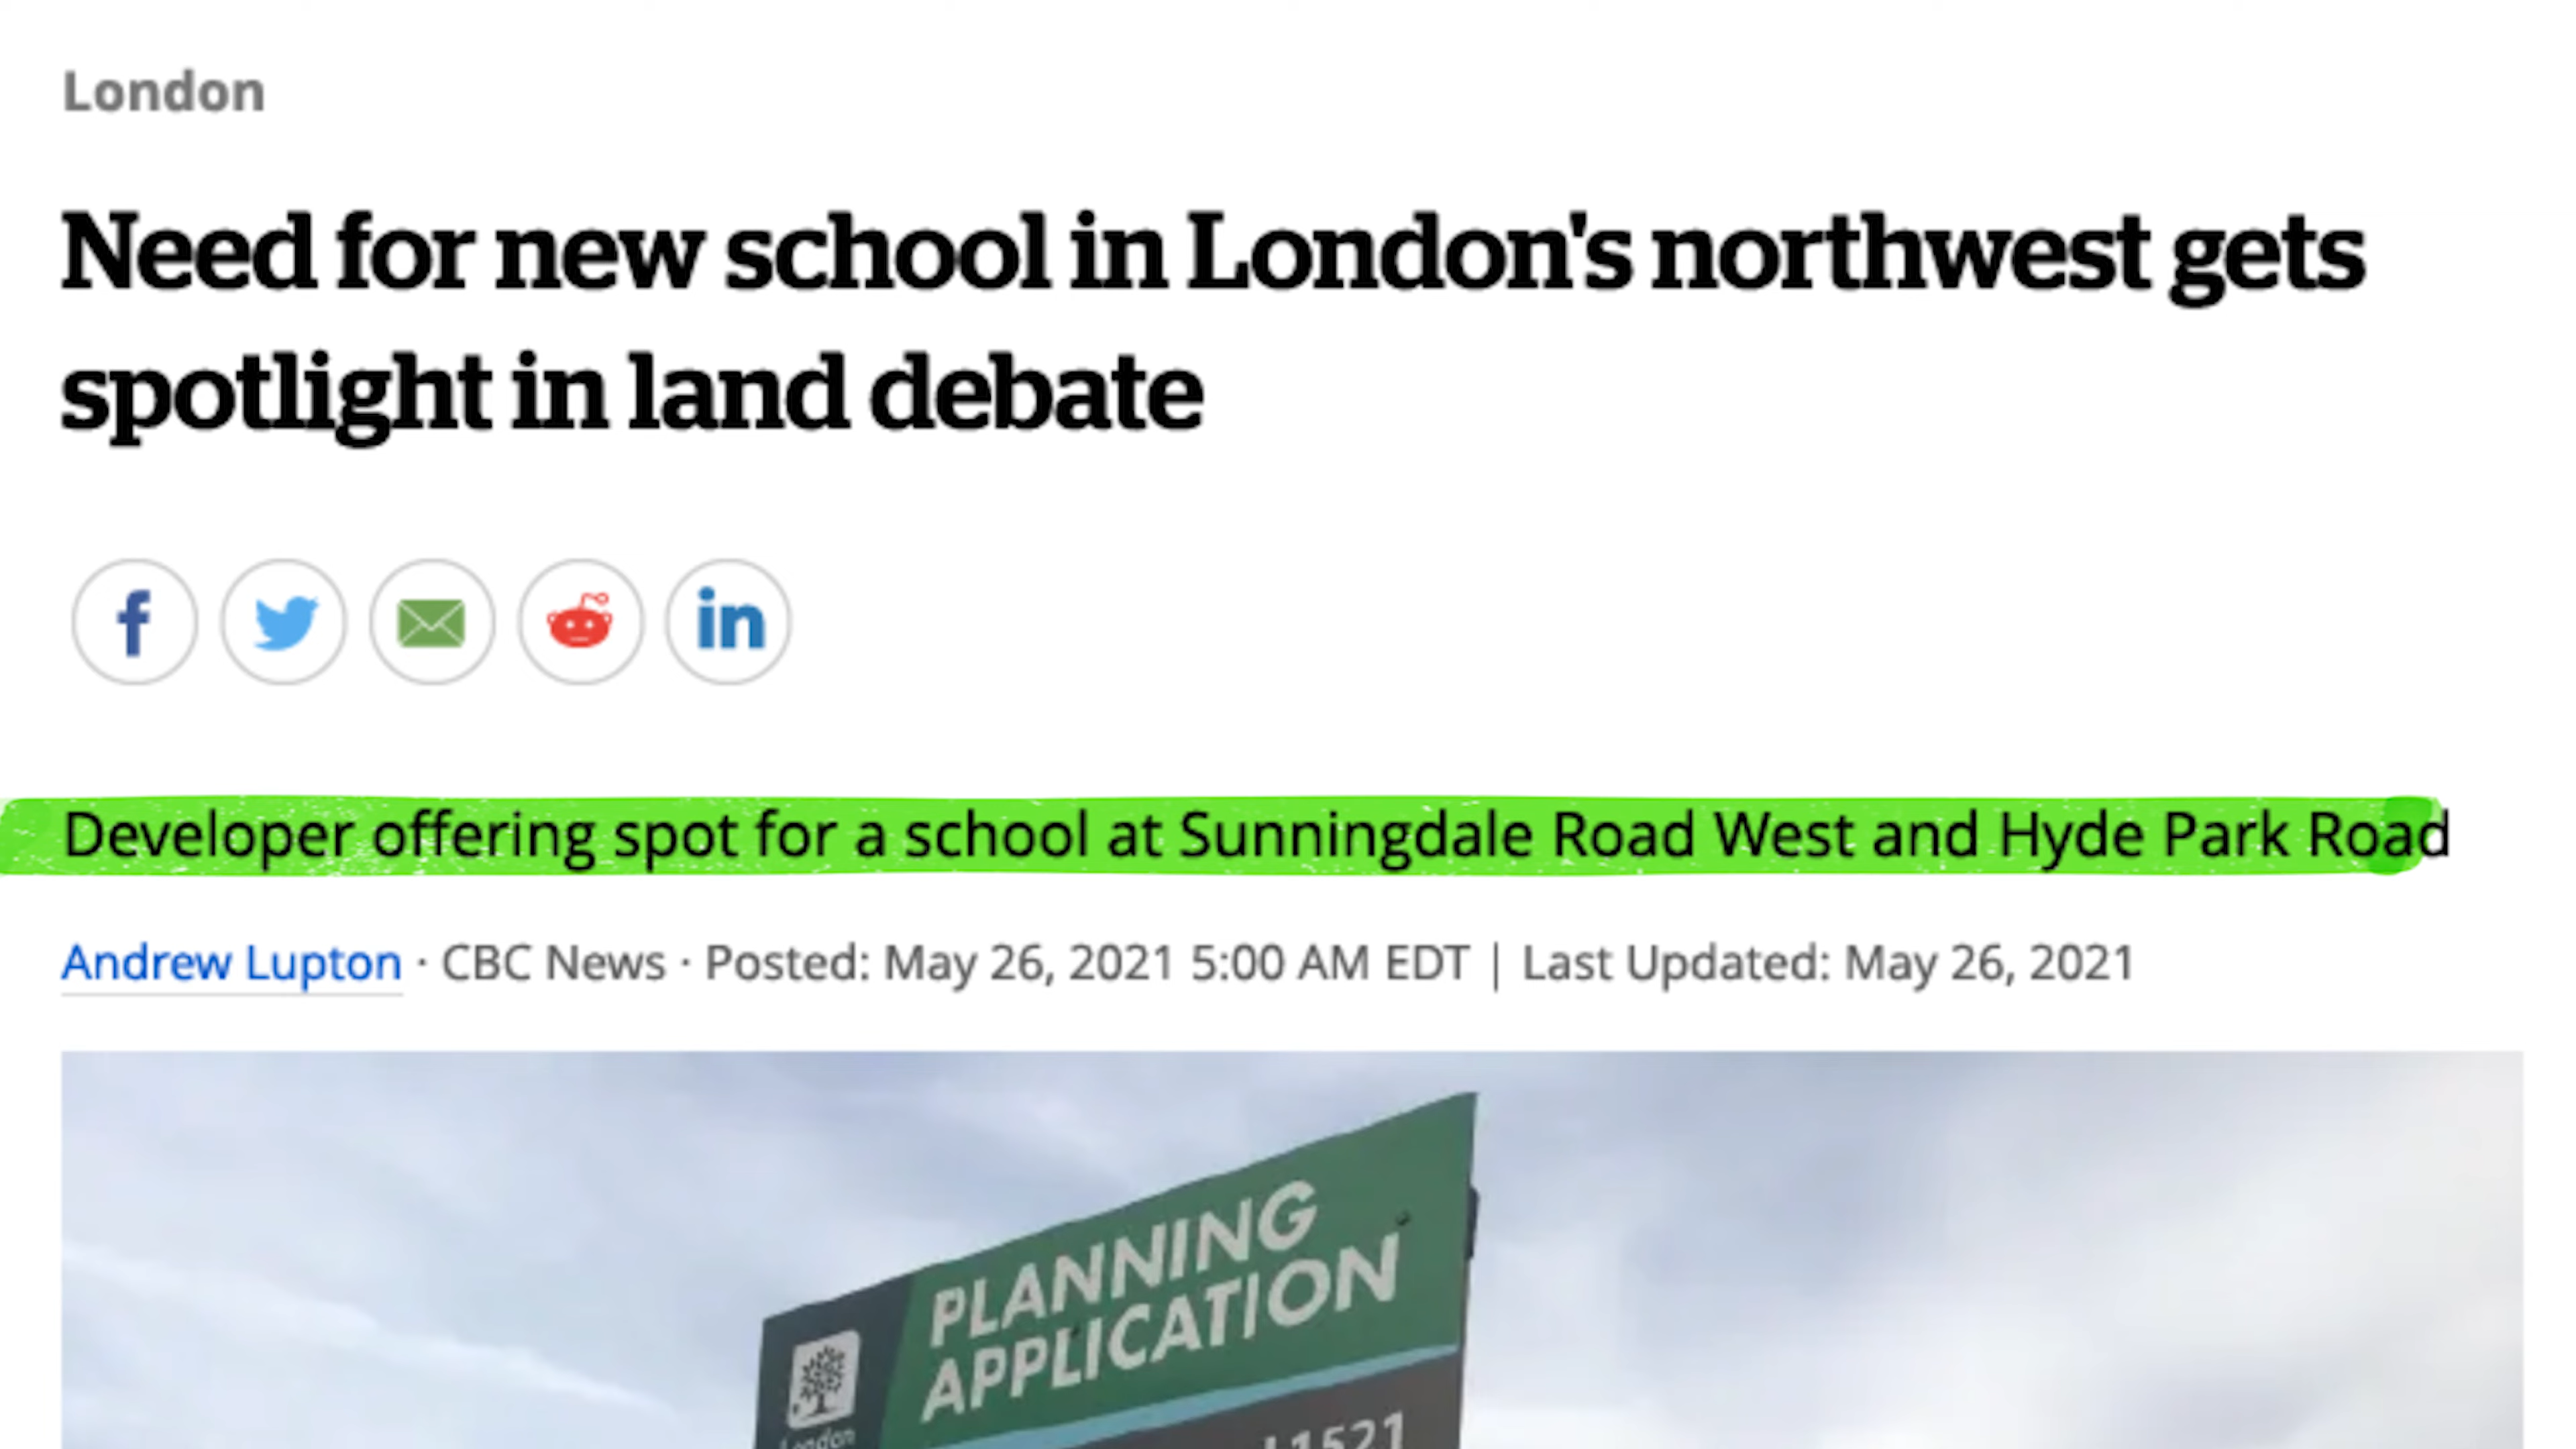 London
Need for new school in London's northwest gets
spotlight in land debate
Developer offering spot for a school at Sunningdale Road West and Hyde Park Road
Andrew Lupton · CBC News · Posted: May 26, 2021 5:00 AM EDT | Last Updated: May 26, 2021
PLANNING
APPLICATION
London
1521